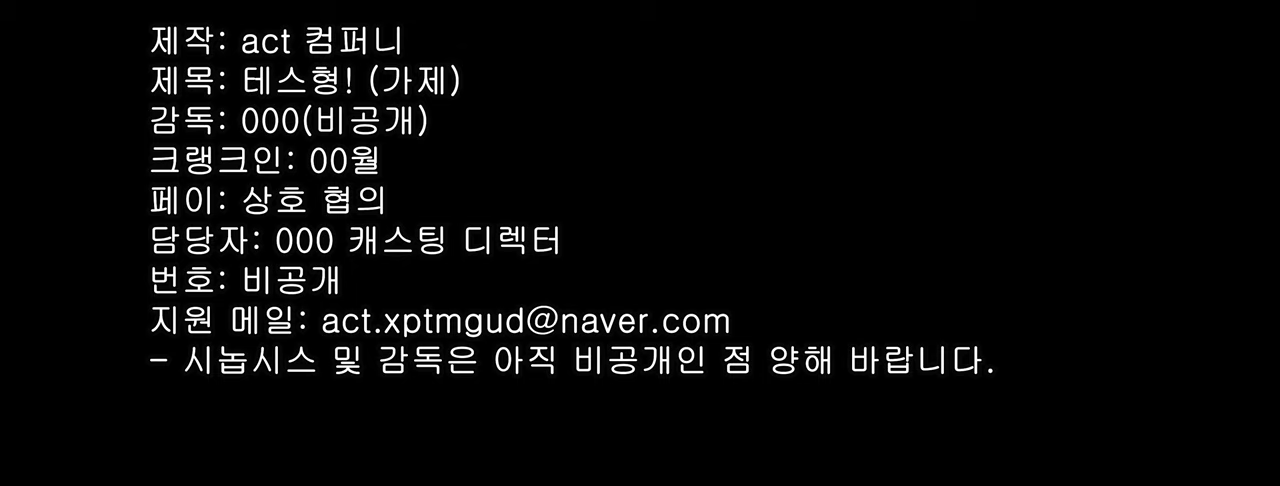 제작: act 컴퍼니
제목: 테스형! (가제)
감독: 000(비공개)
크랭크인: 00월
페이: 상호 협의
담당자: 000 캐스팅 디렉터
번호: 비공개
지원 메일: act.xptmgud@naver.com
- 시놉시스 및 감독은 아직 비공개인 점 양해 바랍니다.